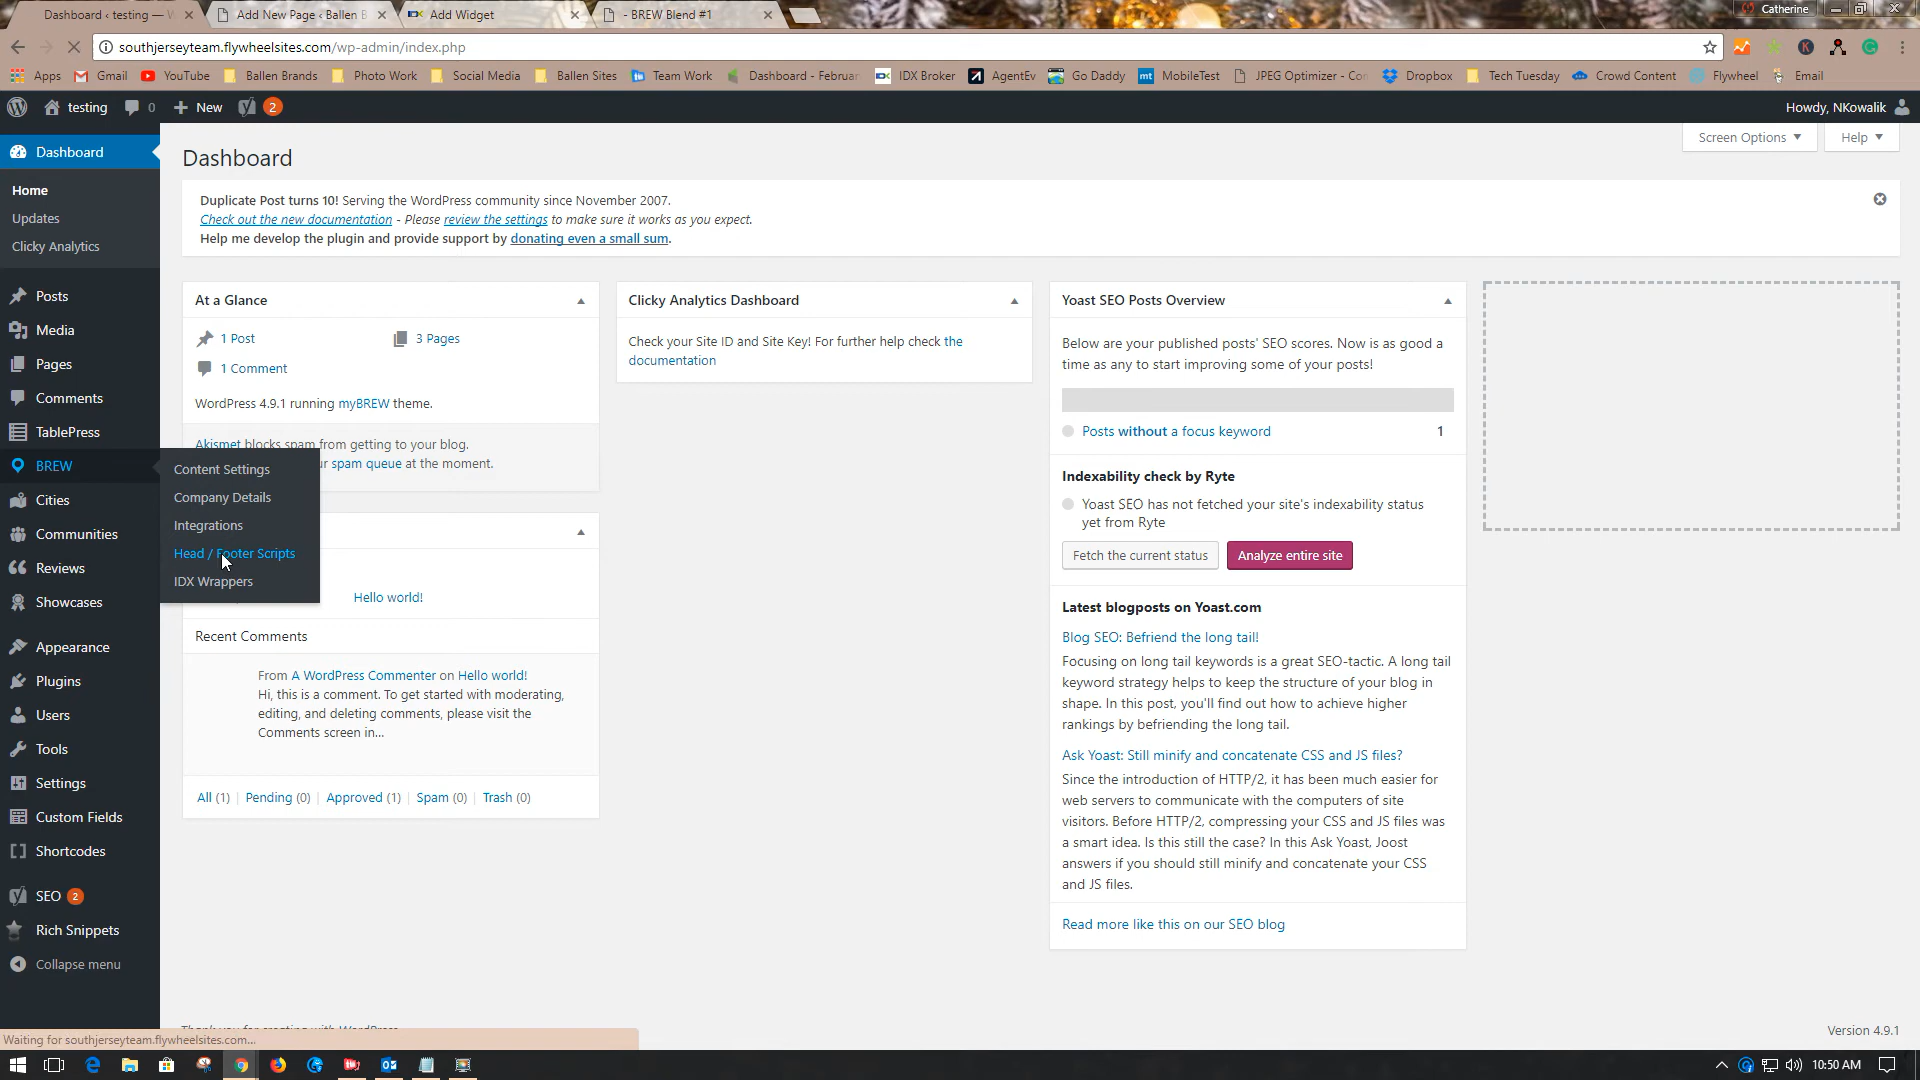 Dashboard ‹ testing — W
Add New Page ‹ Ballen B
Add Widget
- BREW Blend #1
Catherine
southjerseyteam.flywheelsites.com/wp-admin/index.php
Apps
Gmail
YouTube
Ballen Brands
Photo Work
Social Media
Ballen Sites
Team Work
Dashboard - Februar
IDX Broker
AgentEv
Go Daddy
mt MobileTest
JPEG Optimizer - Con
Dropbox
Tech Tuesday
Crowd Content
Flywheel
Email
testing
0
New
2
Howdy, NKowalik
Dashboard
Home
Updates
Clicky Analytics
Posts
Media
Pages
Comments
TablePress
BREW
Cities
Communities
Reviews
Showcases
Appearance
Plugins
Users
Tools
Settings
Custom Fields
Shortcodes
SEO 2
Rich Snippets
Collapse menu
Content Settings
Company Details
Integrations
Head / Footer Scripts
IDX Wrappers
Screen Options
Help
Dashboard
Duplicate Post turns 10! Serving the WordPress community since November 2007.
Check out the new documentation - Please review the settings to make sure it works as you expect.
Help me develop the plugin and provide support by donating even a small sum.
At a Glance
1 Post
3 Pages
1 Comment
WordPress 4.9.1 running myBREW theme.
Akismet blocks spam from getting to your blog.
ur spam queue at the moment.
Hello world!
Recent Comments
From A WordPress Commenter on Hello world!
Hi, this is a comment. To get started with moderating,
editing, and deleting comments, please visit the
Comments screen in...
All (1) | Pending (0) | Approved (1) | Spam (0) | Trash (0)
Clicky Analytics Dashboard
Check your Site ID and Site Key! For further help check the
documentation
Yoast SEO Posts Overview
Below are your published posts' SEO scores. Now is as good a
time as any to start improving some of your posts!
Posts without a focus keyword
1
Indexability check by Ryte
Yoast SEO has not fetched your site's indexability status
yet from Ryte
Fetch the current status
Analyze entire site
Latest blogposts on Yoast.com
Blog SEO: Befriend the long tail!
Focusing on long tail keywords is a great SEO-tactic. A long tail
keyword strategy helps to keep the structure of your blog in
shape. In this post, you'll find out how to achieve higher
rankings by befriending the long tail.
Ask Yoast: Still minify and concatenate CSS and JS files?
Since the introduction of HTTP/2, it has been much easier for
web servers to communicate with the computers of site
visitors. Before HTTP/2, compressing your CSS and JS files was
a smart idea. Is this still the case? In this Ask Yoast, Joost
answers if you should still minify and concatenate your CSS
and JS files.
Read more like this on our SEO blog
Thank you for creating with WordPress.
Version 4.9.1
Waiting for southjerseyteam.flywheelsites.com...
10:50 AM